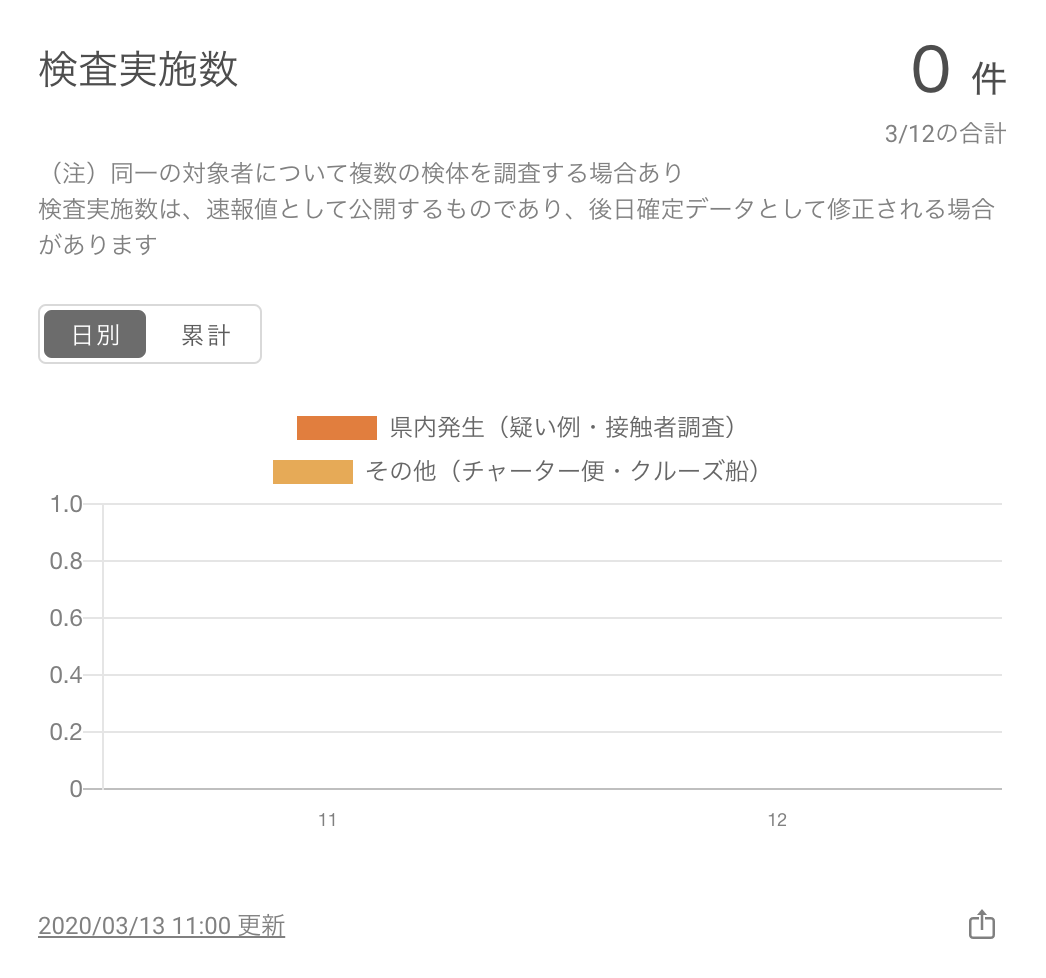 検査実施数
0 件
3/12の合計
（注）同一の対象者について複数の検体を調査する場合あり
検査実施数は、速報値として公開するものであり、後日確定データとして修正される場合
があります
日別 累計
県内発生（疑い例・接触者調査）
その他（チャーター便・クルーズ船）
1.0
0.8
0.6
0.4
0.2
0
11 12
2020/03/13 11:00 更新